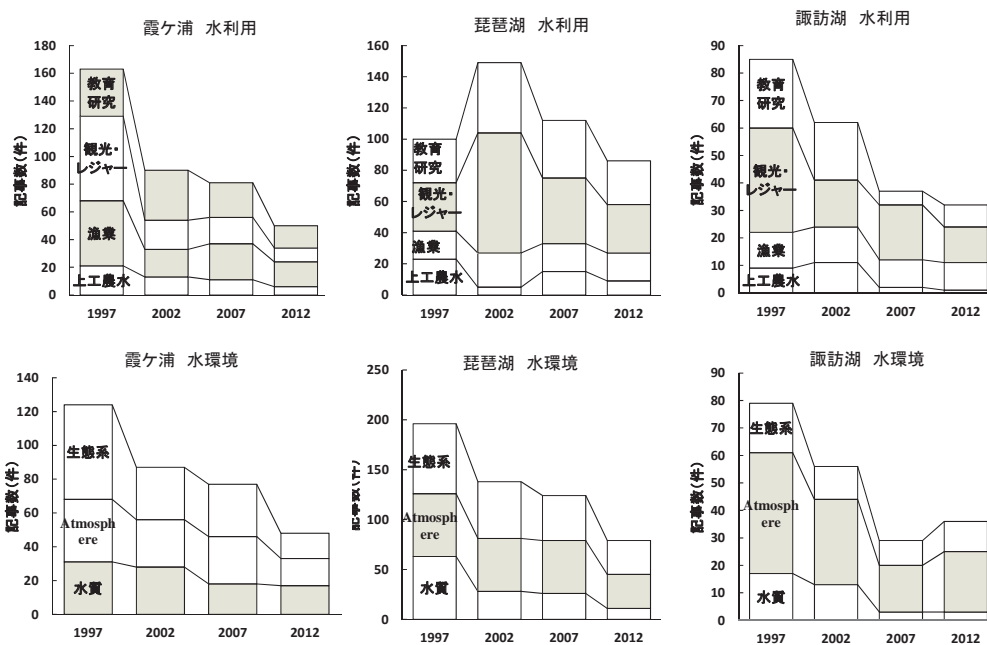 霞ケ浦 水利用
記事数(件)
180
160
140
120
100
80
60
40
20
0
教育
研究
観光・
レジャー
漁業
上工農水
1997 2002 2007 2012
琵琶湖 水利用
記事数(件)
160
140
120
100
80
60
40
20
0
教育
研究
観光・
レジャー
漁業
上工農水
1997 2002 2007 2012
諏訪湖 水利用
記事数(件)
90
80
70
60
50
40
30
20
10
0
教育
研究
観光・
レジャー
漁業
上工農水
1997 2002 2007 2012
霞ケ浦 水環境
記事数(件)
140
120
100
80
60
40
20
0
生態系
Atmosph
ere
水質
1997 2002 2007 2012
琵琶湖 水環境
記事数(件)
250
200
150
100
50
0
生態系
Atmosph
ere
水質
1997 2002 2007 2012
諏訪湖 水環境
記事数(件)
90
80
70
60
50
40
30
20
10
0
生態系
Atmosph
ere
水質
1997 2002 2007 2012